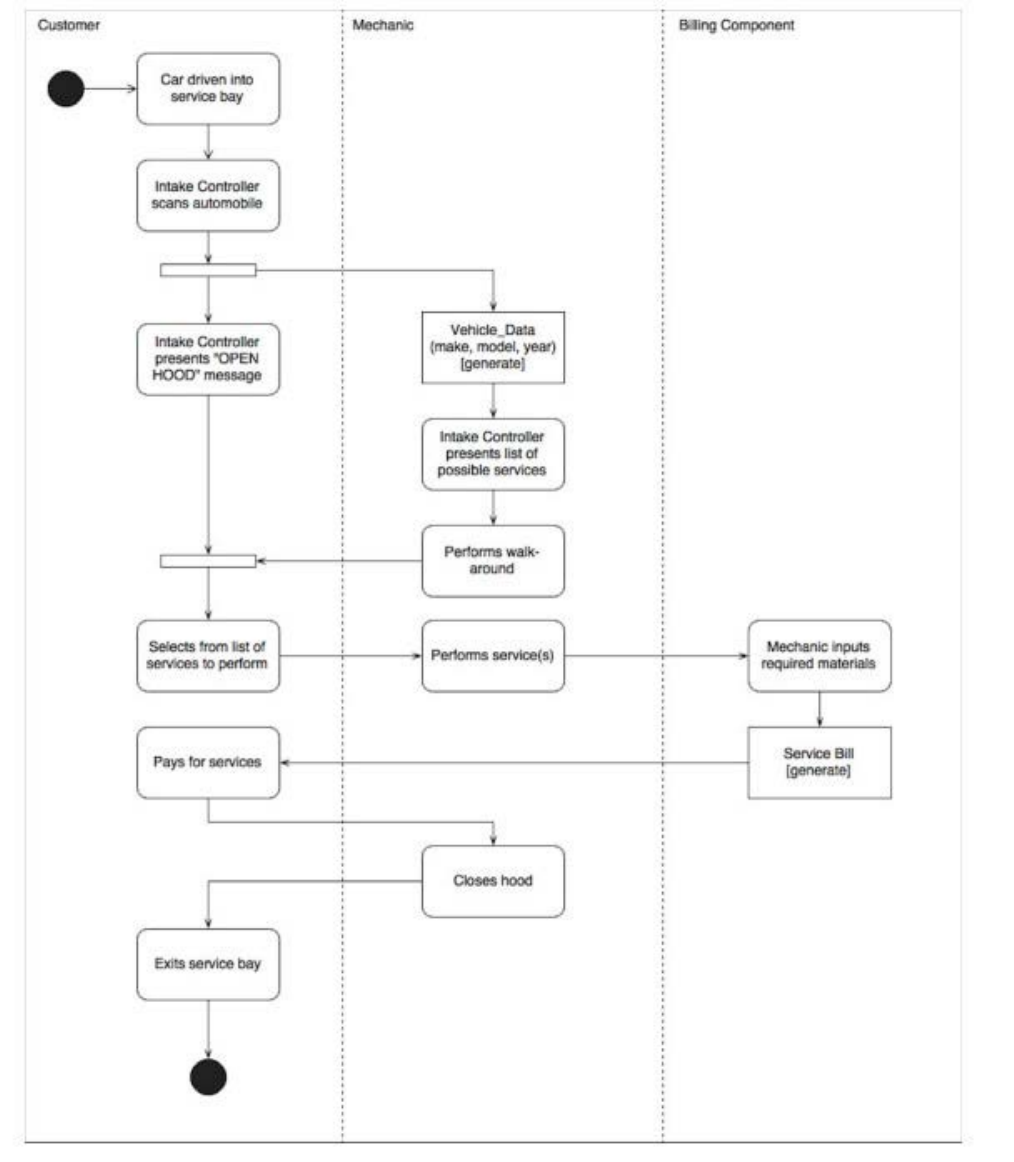 Customer
Mechanic
Billing Component
Car driven into
service bay
Intake Controller
scans automobile
Intake Controller
presents "OPEN
HOOD" message
Vehicle_Data
(make, model, year)
[generate]
Intake Controller
presents list of
possible services
Performs walk-
around
Selects from list of
services to perform
Performs service(s)
Mechanic inputs
required materials
Service Bill
[generate]
Pays for services
Closes hood
Exits service bay